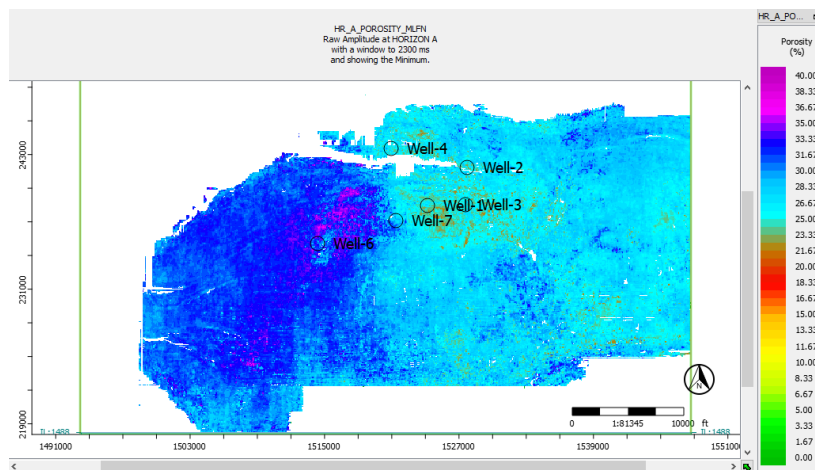 HR_A_POROSITY_MLFN
Raw Amplitude at HORIZON A
with a window to 2300 ms
and showing the Minimum.
HR_A_PO...
Porosity
(%)
40.00
38.33
36.67
35.00
33.33
31.67
30.00
28.33
26.67
25.00
23.33
21.67
20.00
18.33
16.67
15.00
13.33
11.67
10.00
8.33
6.67
5.00
3.33
1.67
0.00
243000
231000
219000
Well-4
Well-2
Well-1
Well-3
Well-7
Well-6
N
0
1:81345
10000
ft
IL:1488
IL:1488
1491000
1503000
1515000
1527000
1539000
1551000